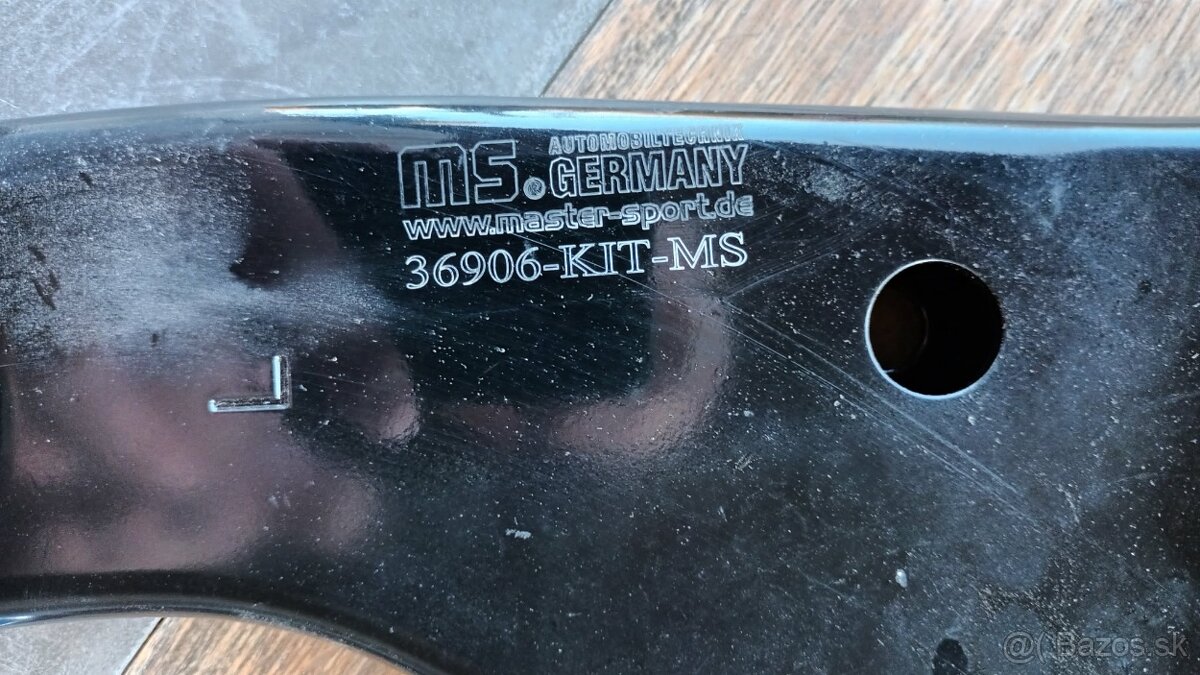 AUTOMOBILTECHNIK
MS. GERMANY
www.master-sport.de
36906-KIT-MS
L
@( Bazos.sk